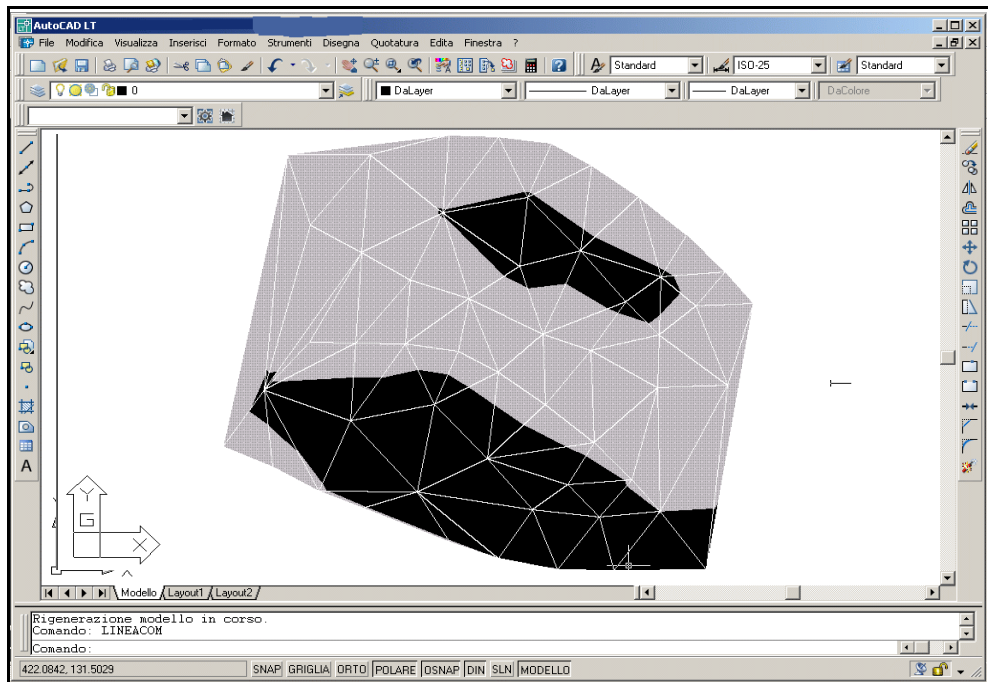 AutoCAD LT
File Modifica Visualizza Inserisci Formato Strumenti Disegna Quotatura Edita Finestra ?
Standard ISO-25 Standard
0 DaLayer DaLayer DaLayer DaColore
A
Y
G
X
Modello Layout1 Layout2
Rigenerazione modello in corso.
Comando: LINEACOM
Comando:
422.0842, 131.5029 SNAP GRIGLIA ORTO POLARE OSNAP DIN SLN MODELLO